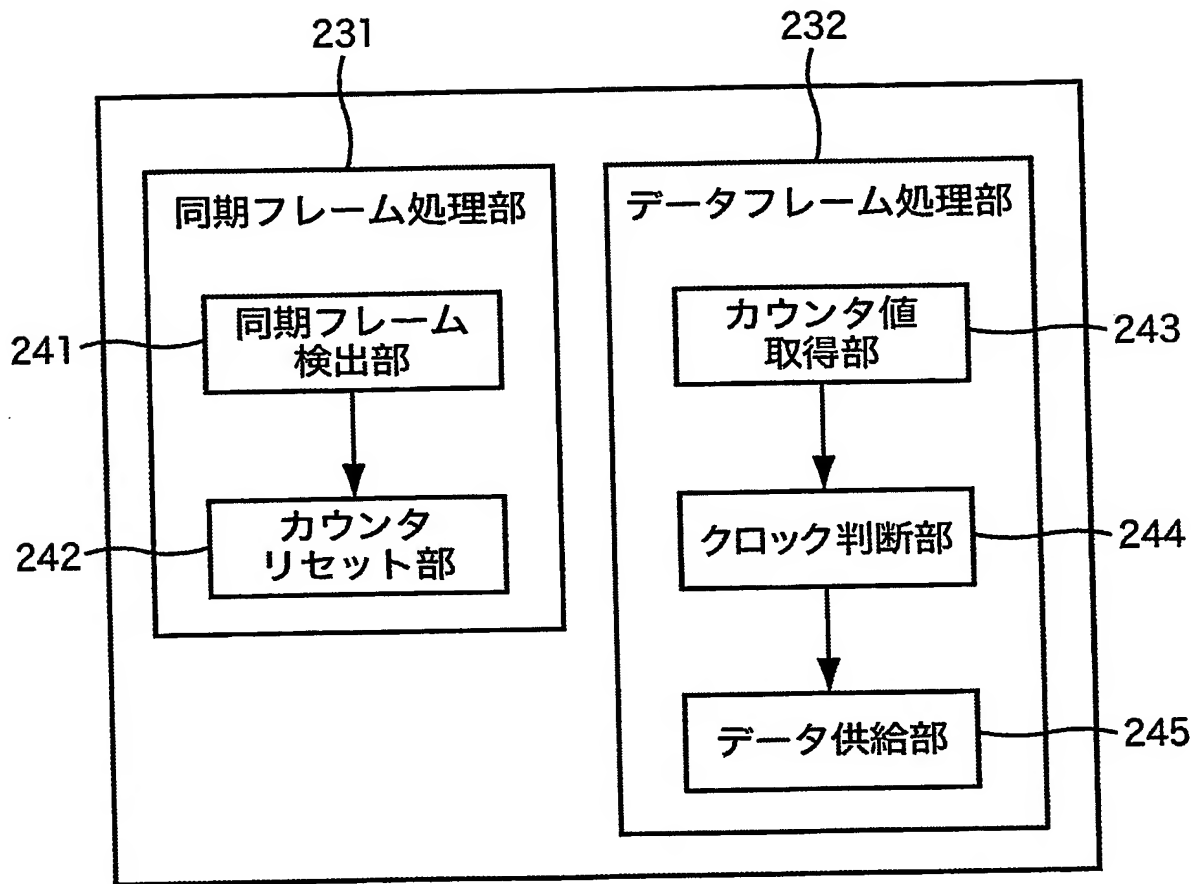 231
232
同期フレーム処理部
データフレーム処理部
241
同期フレーム
検出部
カウンタ値
取得部
243
242
カウンタ
リセット部
クロック判断部
244
データ供給部
245